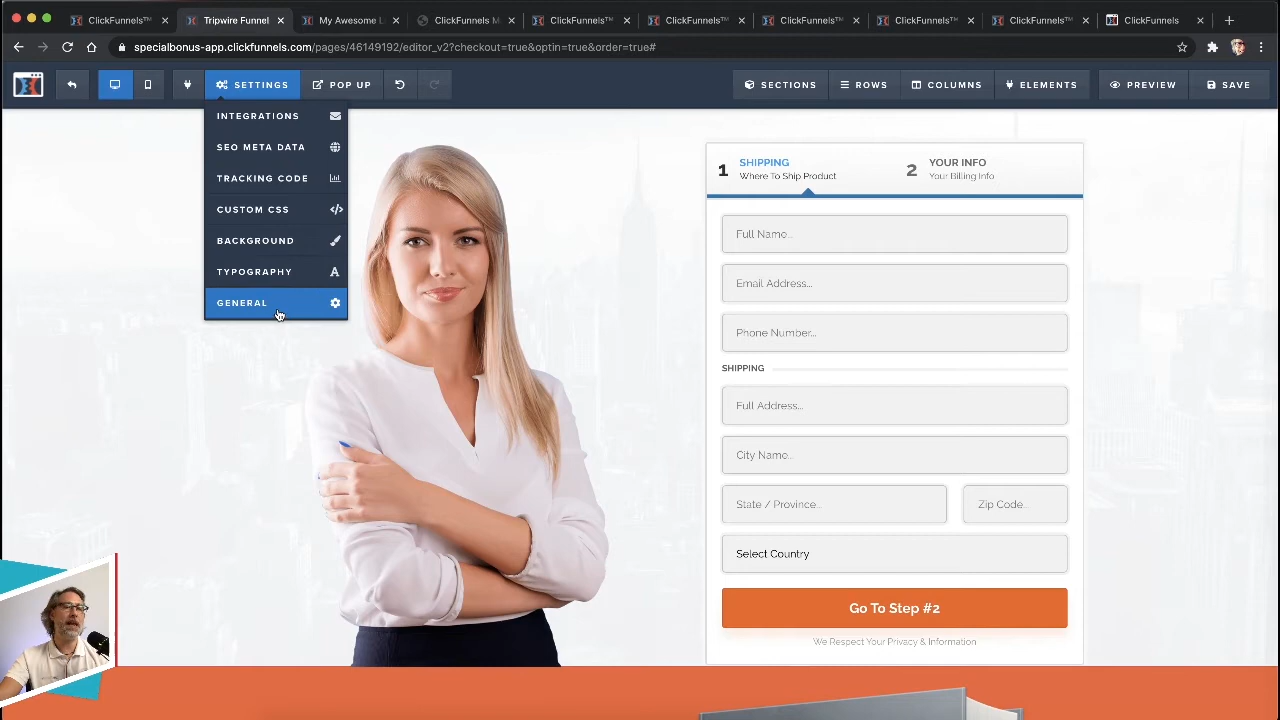 ClickFunnels™
Tripwire Funnel
My Awesome L
ClickFunnels M
ClickFunnels™
ClickFunnels™
ClickFunnels™
ClickFunnels™
ClickFunnels™
ClickFunnels
specialbonus-app.clickfunnels.com/pages/46149192/editor_v2?checkout=true&optin=true&order=true#
SETTINGS
POP UP
SECTIONS
ROWS
COLUMNS
ELEMENTS
PREVIEW
SAVE
INTEGRATIONS
SEO META DATA
TRACKING CODE
CUSTOM CSS
BACKGROUND
TYPOGRAPHY
GENERAL
1 SHIPPING
Where To Ship Product
2 YOUR INFO
Your Billing Info
Full Name...
Email Address...
Phone Number...
SHIPPING
Full Address...
City Name...
State / Province...
Zip Code...
Select Country
Go To Step #2
We Respect Your Privacy & Information